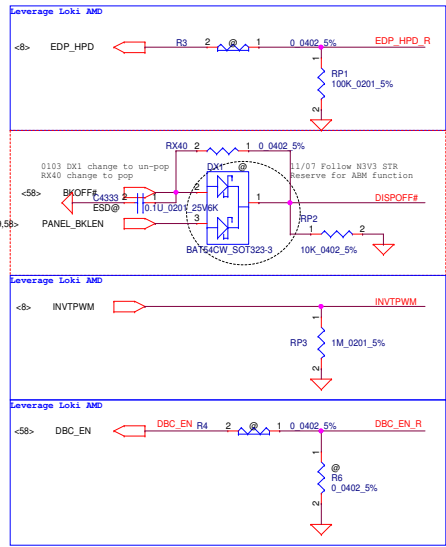 Leverage Loki AMD
<8> EDP_HPD R3 2 @ 1 0_0402_5% EDP_HPD_R
1
RP1
100K_0201_5%
2
RX40 2 1 0_0402_5%
0103 DX1 change to un-pop DX1 @ 11/07 Follow N3V3 STR
RX40 change to pop Reserve for ABM function
<58> BKOFF# 2
C4333 2 1 1 DISPOFF#
ESD@ 0.1U_0201_25V6K
,58> PANEL_BKLEN 3 RP2
1 2
BAT54CW_SOT323-3 10K_0402_5%
Leverage Loki AMD
<8> INVTPWM INVTPWM
1
RP3 1M_0201_5%
2
Leverage Loki AMD
<58> DBC_EN DBC_EN R4 2 @ 1 0_0402_5% DBC_EN_R
1
@
R6
0_0402_5%
2